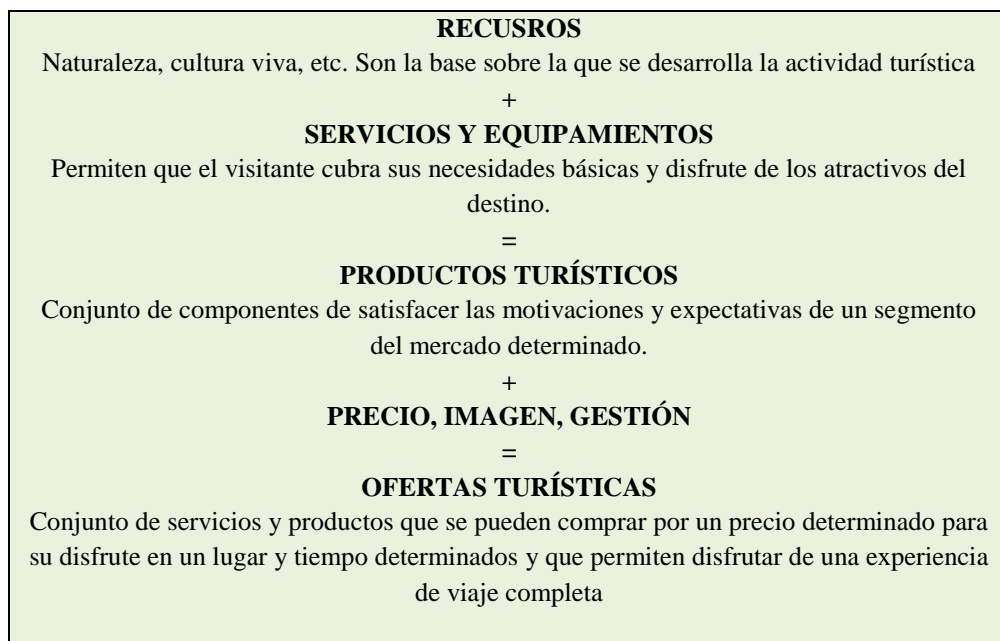 RECUSROS
Naturaleza, cultura viva, etc. Son la base sobre la que se desarrolla la actividad turística
+
SERVICIOS Y EQUIPAMIENTOS
Permiten que el visitante cubra sus necesidades básicas y disfrute de los atractivos del
destino.
=
PRODUCTOS TURÍSTICOS
Conjunto de componentes de satisfacer las motivaciones y expectativas de un segmento
del mercado determinado.
+
PRECIO, IMAGEN, GESTIÓN
=
OFERTAS TURÍSTICAS
Conjunto de servicios y productos que se pueden comprar por un precio determinado para
su disfrute en un lugar y tiempo determinados y que permiten disfrutar de una experiencia
de viaje completa